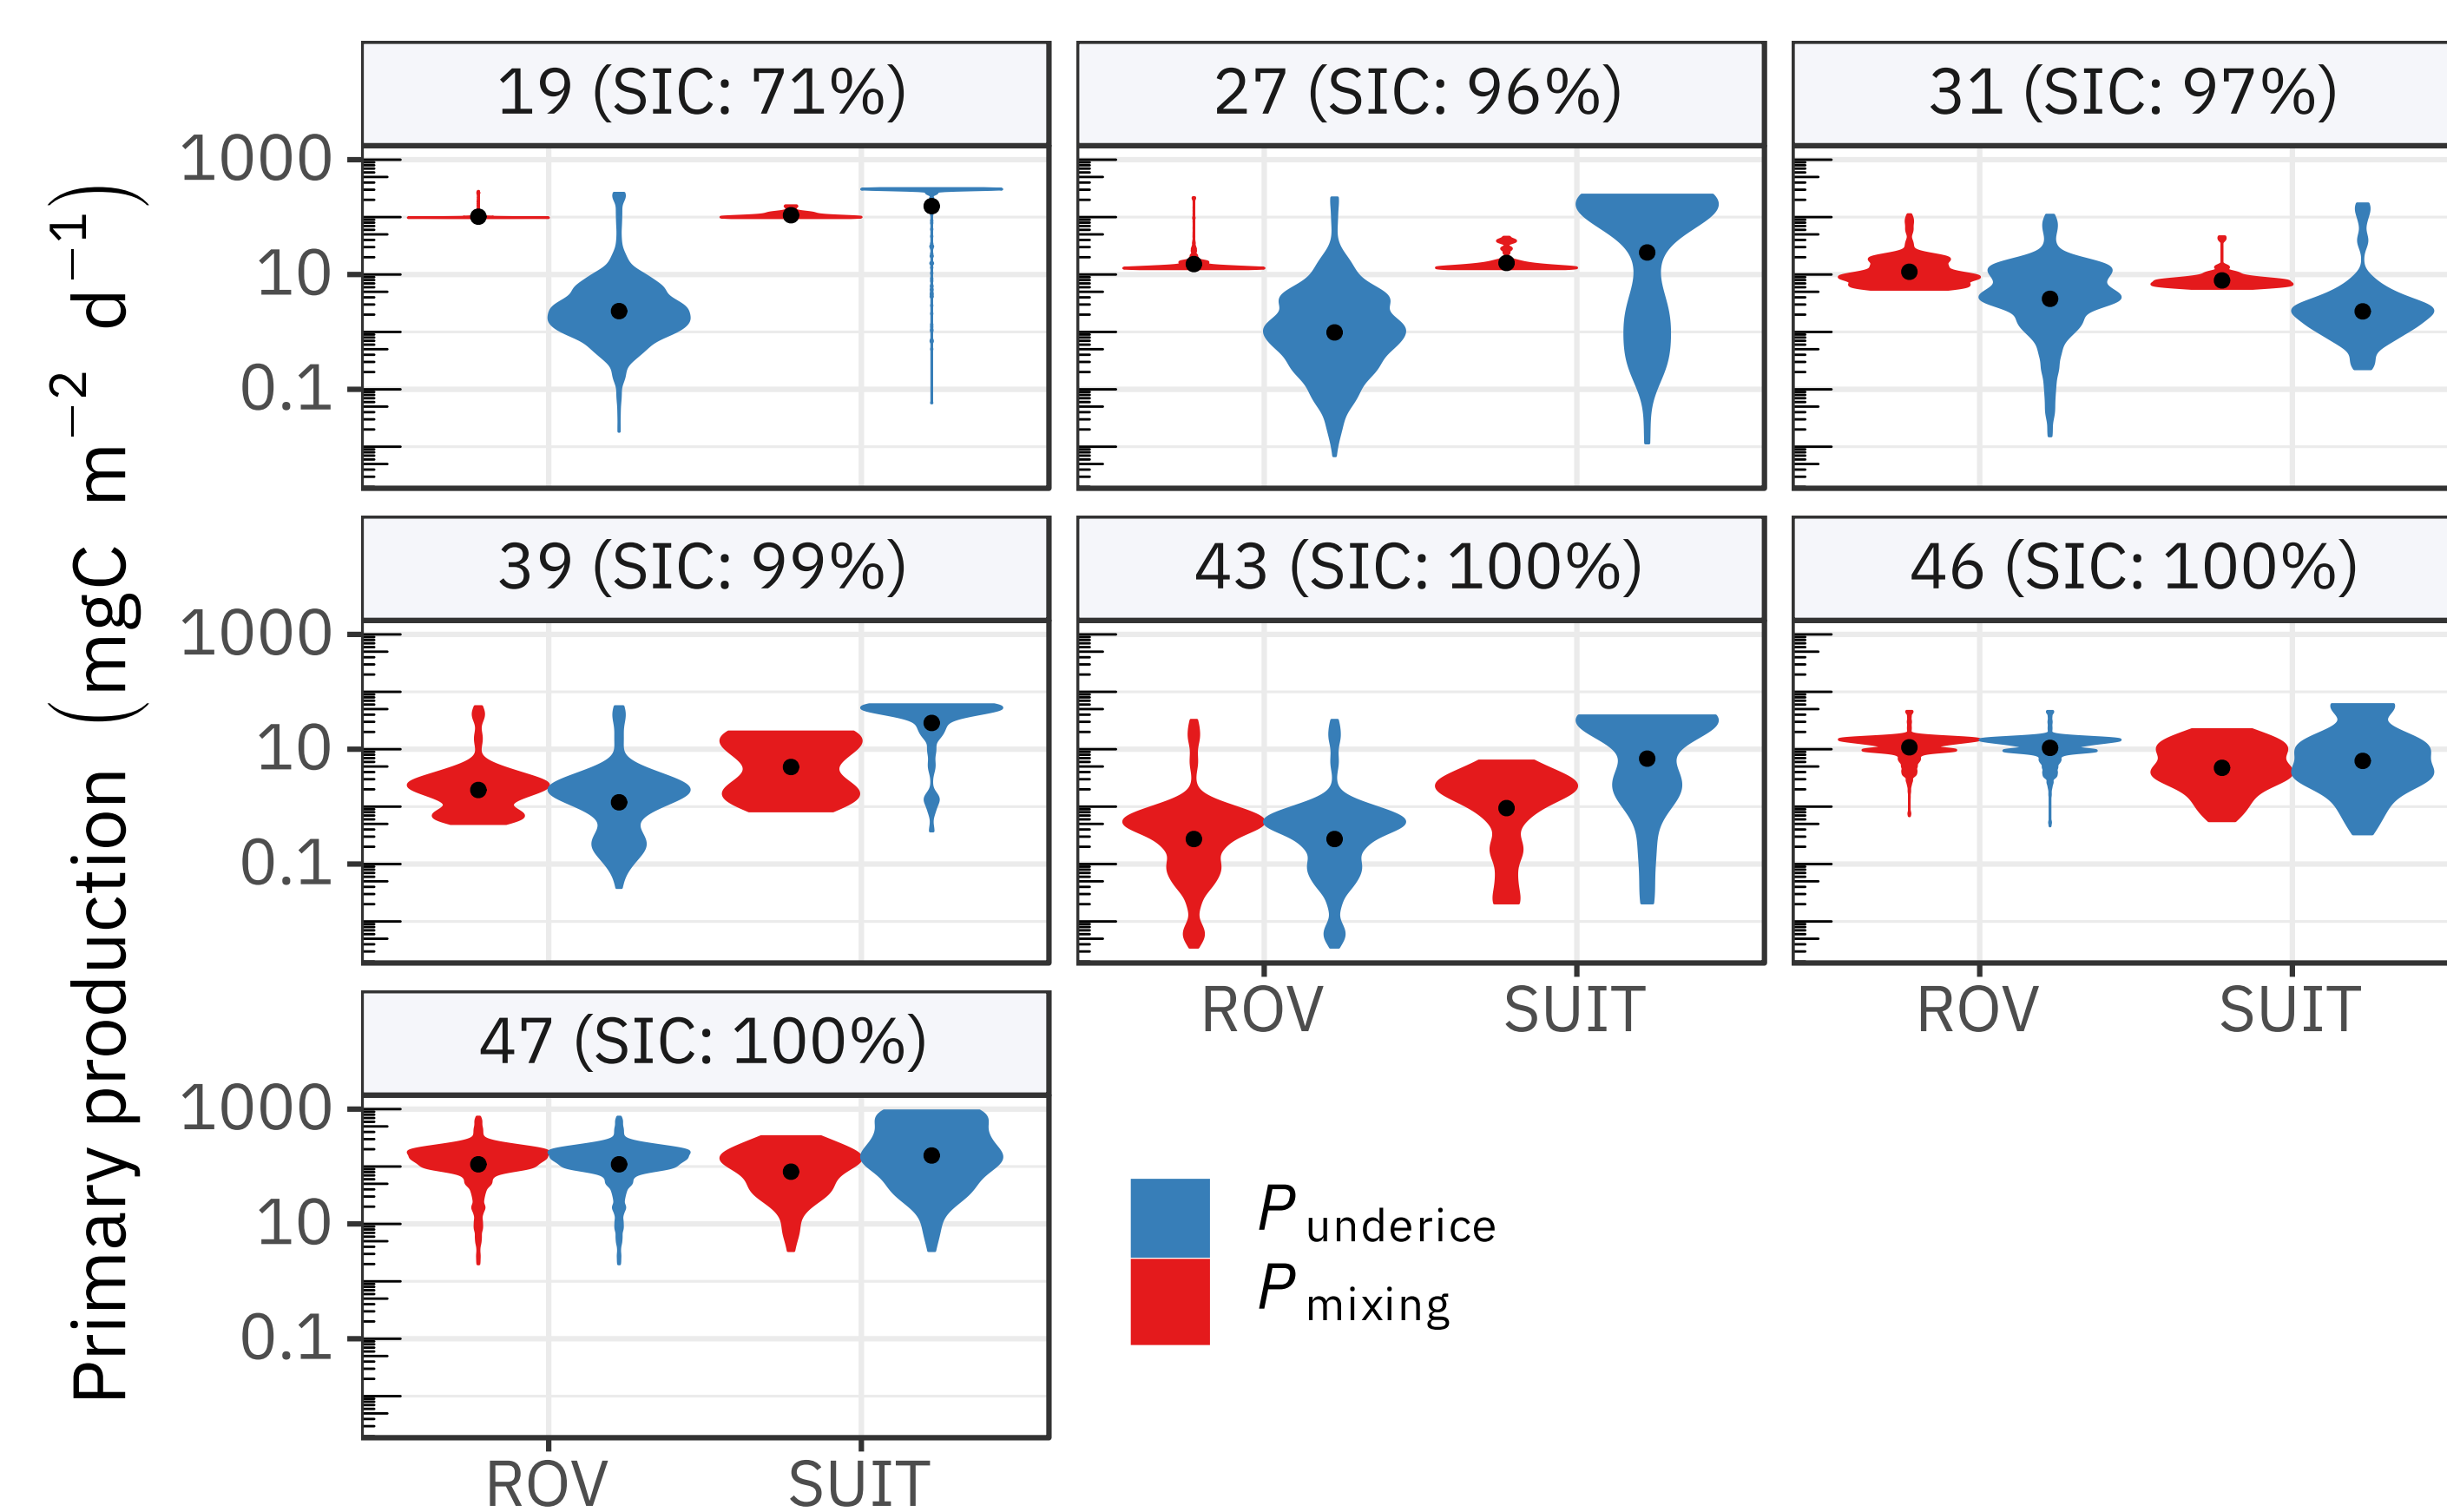 Primary production (mgC m⁻² d⁻¹)
19 (SIC: 71%)
27 (SIC: 96%)
31 (SIC: 97%)
1000
10
0.1
39 (SIC: 99%)
43 (SIC: 100%)
46 (SIC: 100%)
1000
10
0.1
ROV
SUIT
ROV
SUIT
47 (SIC: 100%)
1000
10
0.1
ROV
SUIT
P underice
P mixing